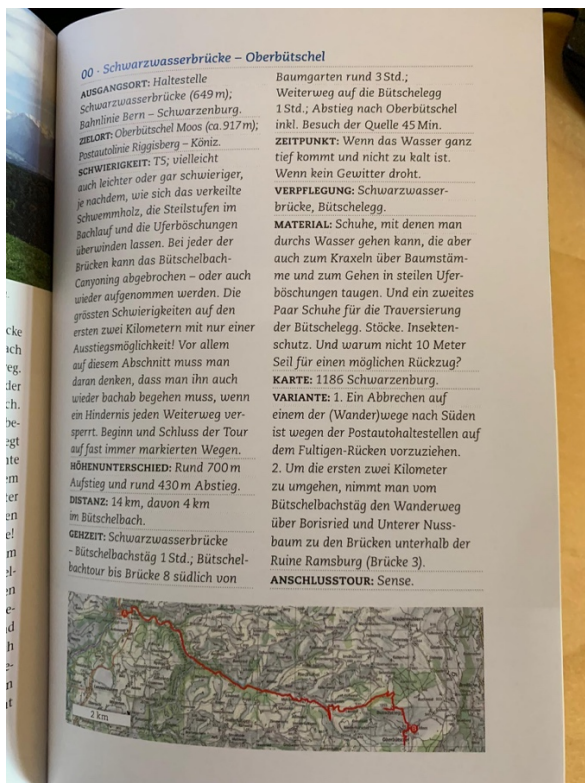 00 - Schwarzwasserbrücke – Oberbütschel
AUSGANGSORT: Haltestelle
Schwarzwasserbrücke (649 m);
Bahnlinie Bern – Schwarzenburg.
ZIELORT: Oberbütschel Moos (ca. 917 m);
Postautolinie Riggisberg – Köniz.
SCHWIERIGKEIT: T5; vielleicht
auch leichter oder gar schwieriger,
je nachdem, wie sich das verkeilte
Schwemmholz, die Steilstufen im
Bachlauf und die Uferböschungen
überwinden lassen. Bei jeder der
Brücken kann das Bütschelbach-
Canyoning abgebrochen – oder auch
wieder aufgenommen werden. Die
grössten Schwierigkeiten auf den
ersten zwei Kilometern mit nur einer
Ausstiegsmöglichkeit! Vor allem
auf diesem Abschnitt muss man
daran denken, dass man ihn auch
wieder bachab begehen muss, wenn
ein Hindernis jeden Weiterweg ver-
sperrt. Beginn und Schluss der Tour
auf fast immer markierten Wegen.
HÖHENUNTERSCHIED: Rund 700 m
Aufstieg und rund 430 m Abstieg.
DISTANZ: 14 km, davon 4 km
im Bütschelbach.
GEHZEIT: Schwarzwasserbrücke
– Bütschelbachstäg 1 Std.; Bütschel-
bachtour bis Brücke 8 südlich von
Baumgarten rund 3 Std.;
Weiterweg auf die Bütschelegg
1 Std.; Abstieg nach Oberbütschel
inkl. Besuch der Quelle 45 Min.
ZEITPUNKT: Wenn das Wasser ganz
tief kommt und nicht zu kalt ist.
Wenn kein Gewitter droht.
VERPFLEGUNG: Schwarzwasser-
brücke, Bütschelegg.
MATERIAL: Schuhe, mit denen man
durchs Wasser gehen kann, die aber
auch zum Kraxeln über Baumstäm-
me und zum Gehen in steilen Ufer-
böschungen taugen. Und ein zweites
Paar Schuhe für die Traversierung
der Bütschelegg. Stöcke. Insekten-
schutz. Und warum nicht 10 Meter
Seil für einen möglichen Rückzug?
KARTE: 1186 Schwarzenburg.
VARIANTE: 1. Ein Abbrechen auf
einem der (Wander)wege nach Süden
ist wegen der Postautohaltestellen auf
dem Fultigen-Rücken vorzuziehen.
2. Um die ersten zwei Kilometer
zu umgehen, nimmt man vom
Bütschelbachstäg den Wanderweg
über Borisried und Unterer Nuss-
baum zu den Brücken unterhalb der
Ruine Ramsburg (Brücke 3).
ANSCHLUSSTOUR: Sense.
2 km